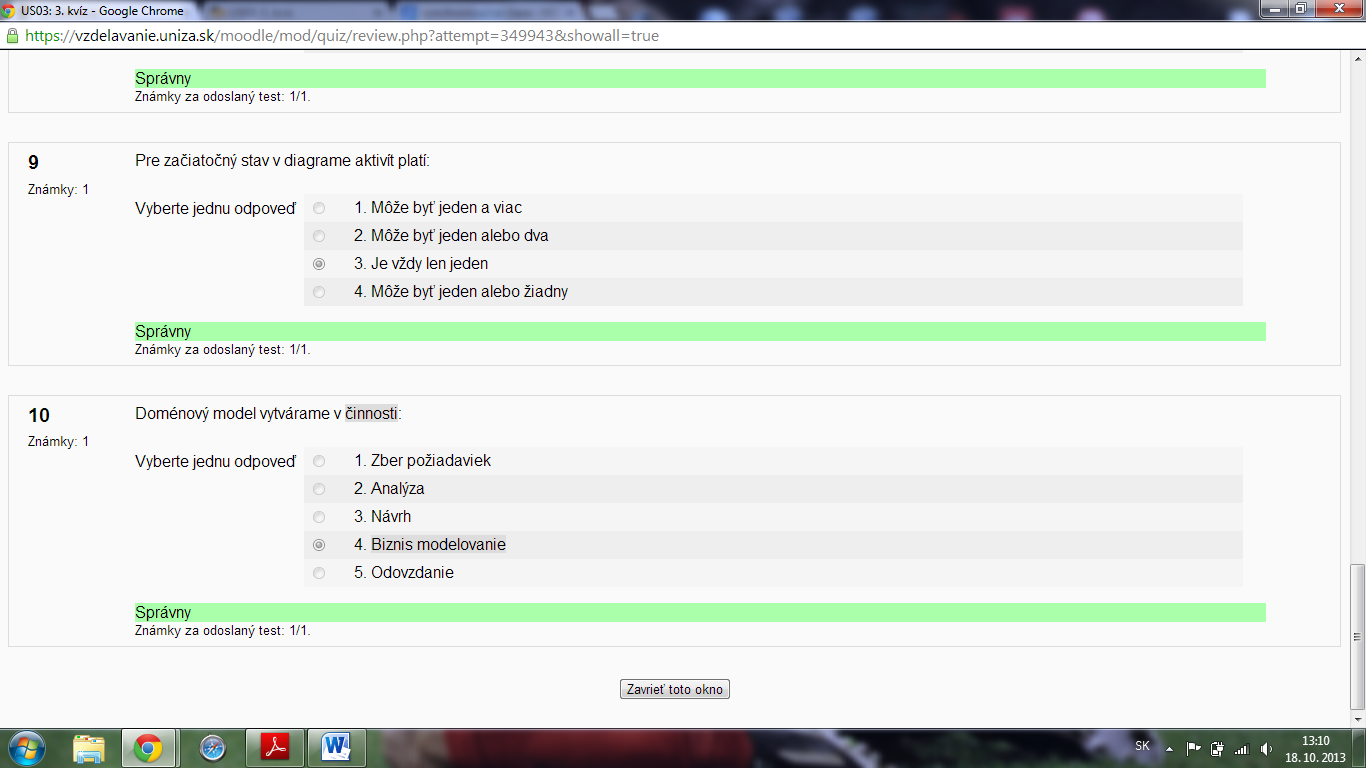 US03: 3. kvíz - Google Chrome
https://vzdelavanie.uniza.sk/moodle/mod/quiz/review.php?attempt=349943&showall=true
Správny
Známky za odoslaný test: 1/1.
9
Pre začiatočný stav v diagrame aktivít platí:
Známky: 1
Vyberte jednu odpoveď
1. Môže byť jeden a viac
2. Môže byť jeden alebo dva
3. Je vždy len jeden
4. Môže byť jeden alebo žiadny
Správny
Známky za odoslaný test: 1/1.
10
Doménový model vytvárame v činnosti:
Známky: 1
Vyberte jednu odpoveď
1. Zber požiadaviek
2. Analýza
3. Návrh
4. Biznis modelovanie
5. Odovzdanie
Správny
Známky za odoslaný test: 1/1.
Zavrieť toto okno
SK
13:10
18. 10. 2013